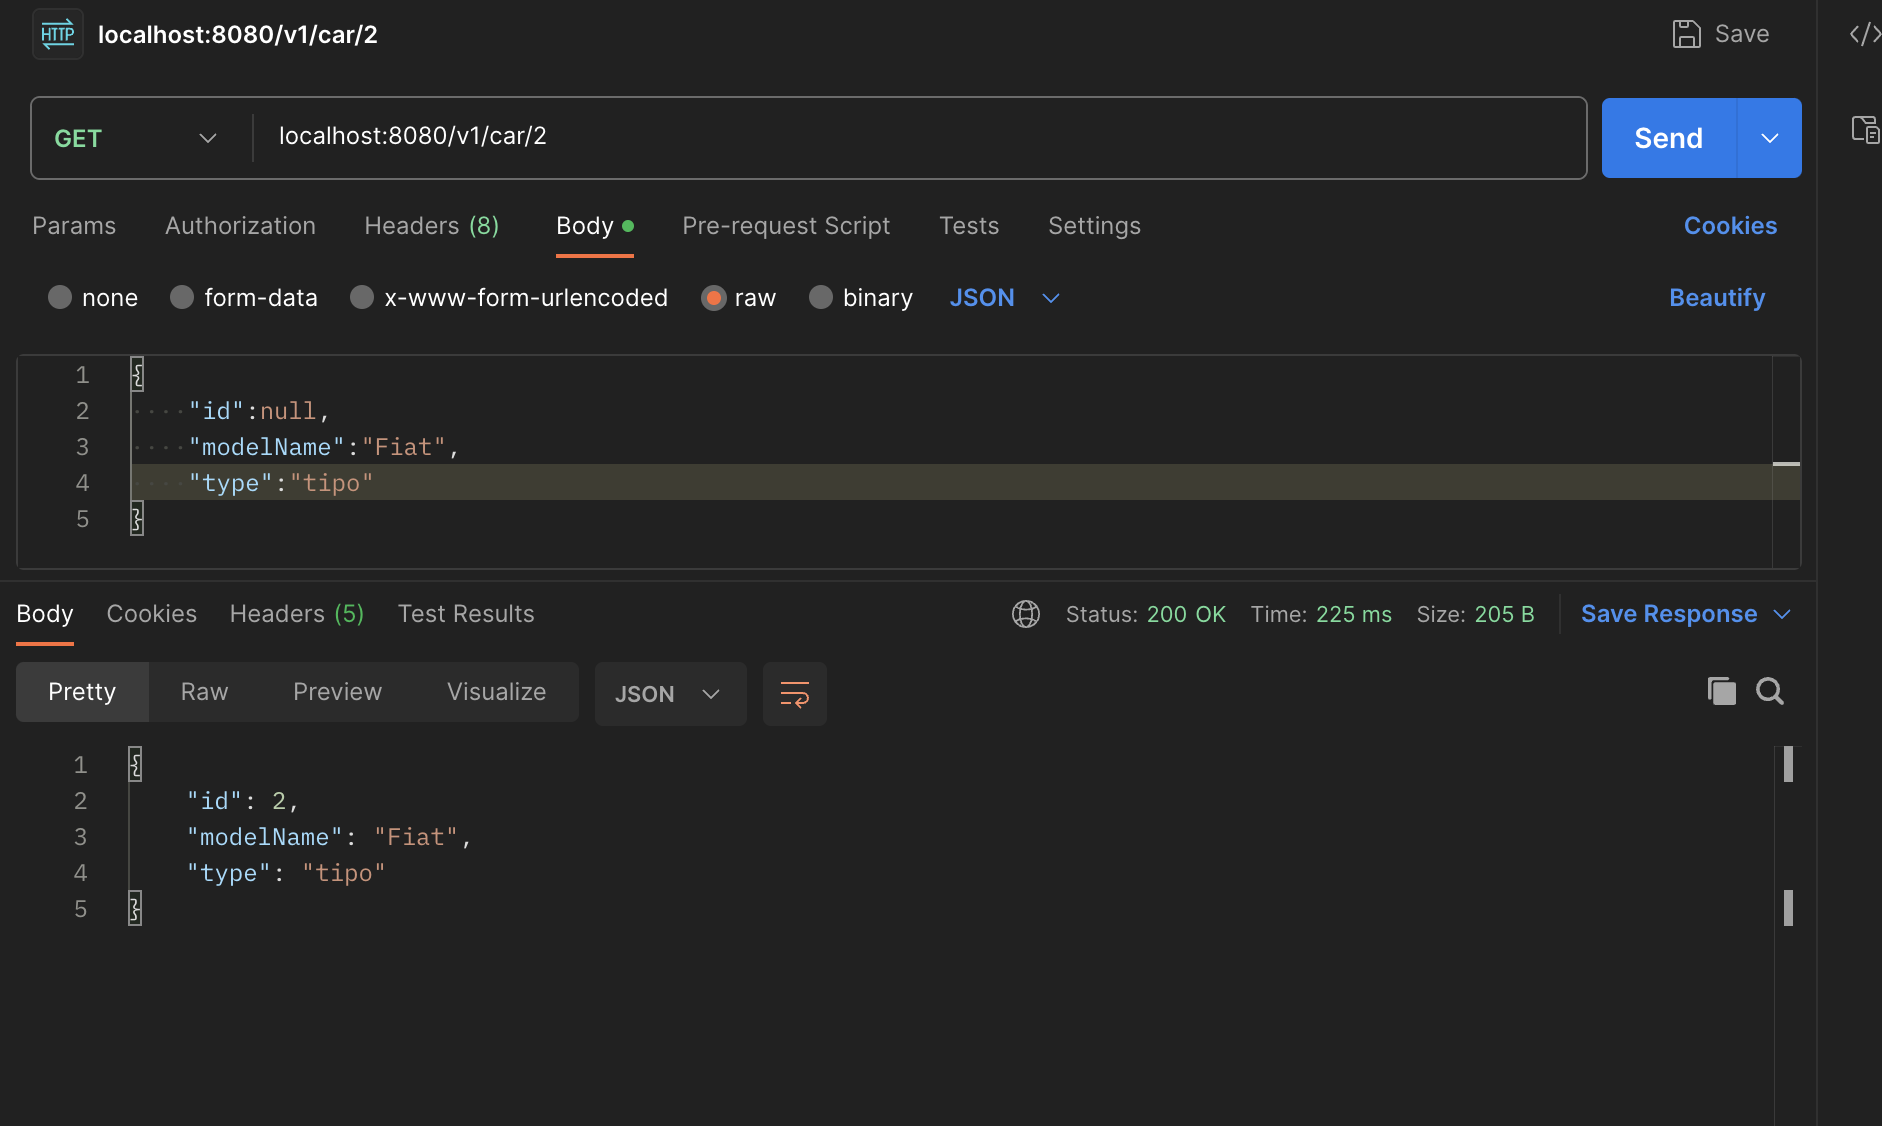 HTTP localhost:8080/v1/car/2 Save </>
GET localhost:8080/v1/car/2 Send
Params Authorization Headers (8) Body Pre-request Script Tests Settings Cookies
none form-data x-www-form-urlencoded raw binary JSON Beautify
1 {
2 "id":null,
3 "modelName":"Fiat",
4 "type":"tipo"
5 }
Body Cookies Headers (5) Test Results Status: 200 OK Time: 225 ms Size: 205 B Save Response
Pretty Raw Preview Visualize JSON
1 {
2 "id": 2,
3 "modelName": "Fiat",
4 "type": "tipo"
5 }